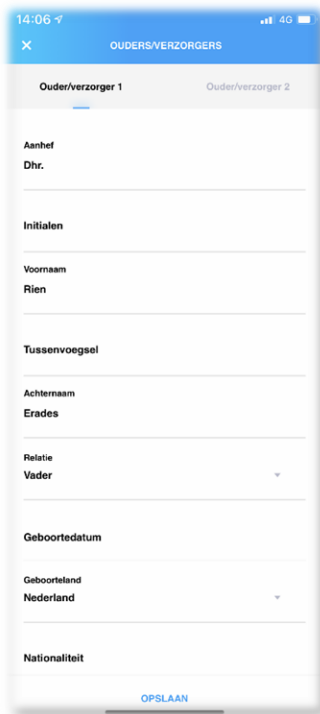 14:06 4G
OUDERS/VERZORGERS
Ouder/verzorger 1 Ouder/verzorger 2
Aanhef
Dhr.
Initialen
Voornaam
Rien
Tussenvoegsel
Achternaam
Erades
Relatie
Vader
Geboortedatum
Geboorteland
Nederland
Nationaliteit
OPSLAAN